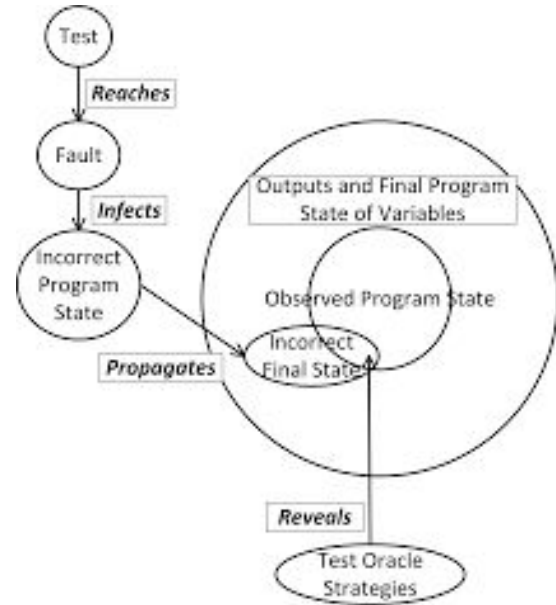 Test
Reaches
Fault
Infects
Incorrect
Program
State
Propagates
Outputs and Final Program
State of Variables
Observed Program State
Incorrect
Final State
Reveals
Test Oracle
Strategies